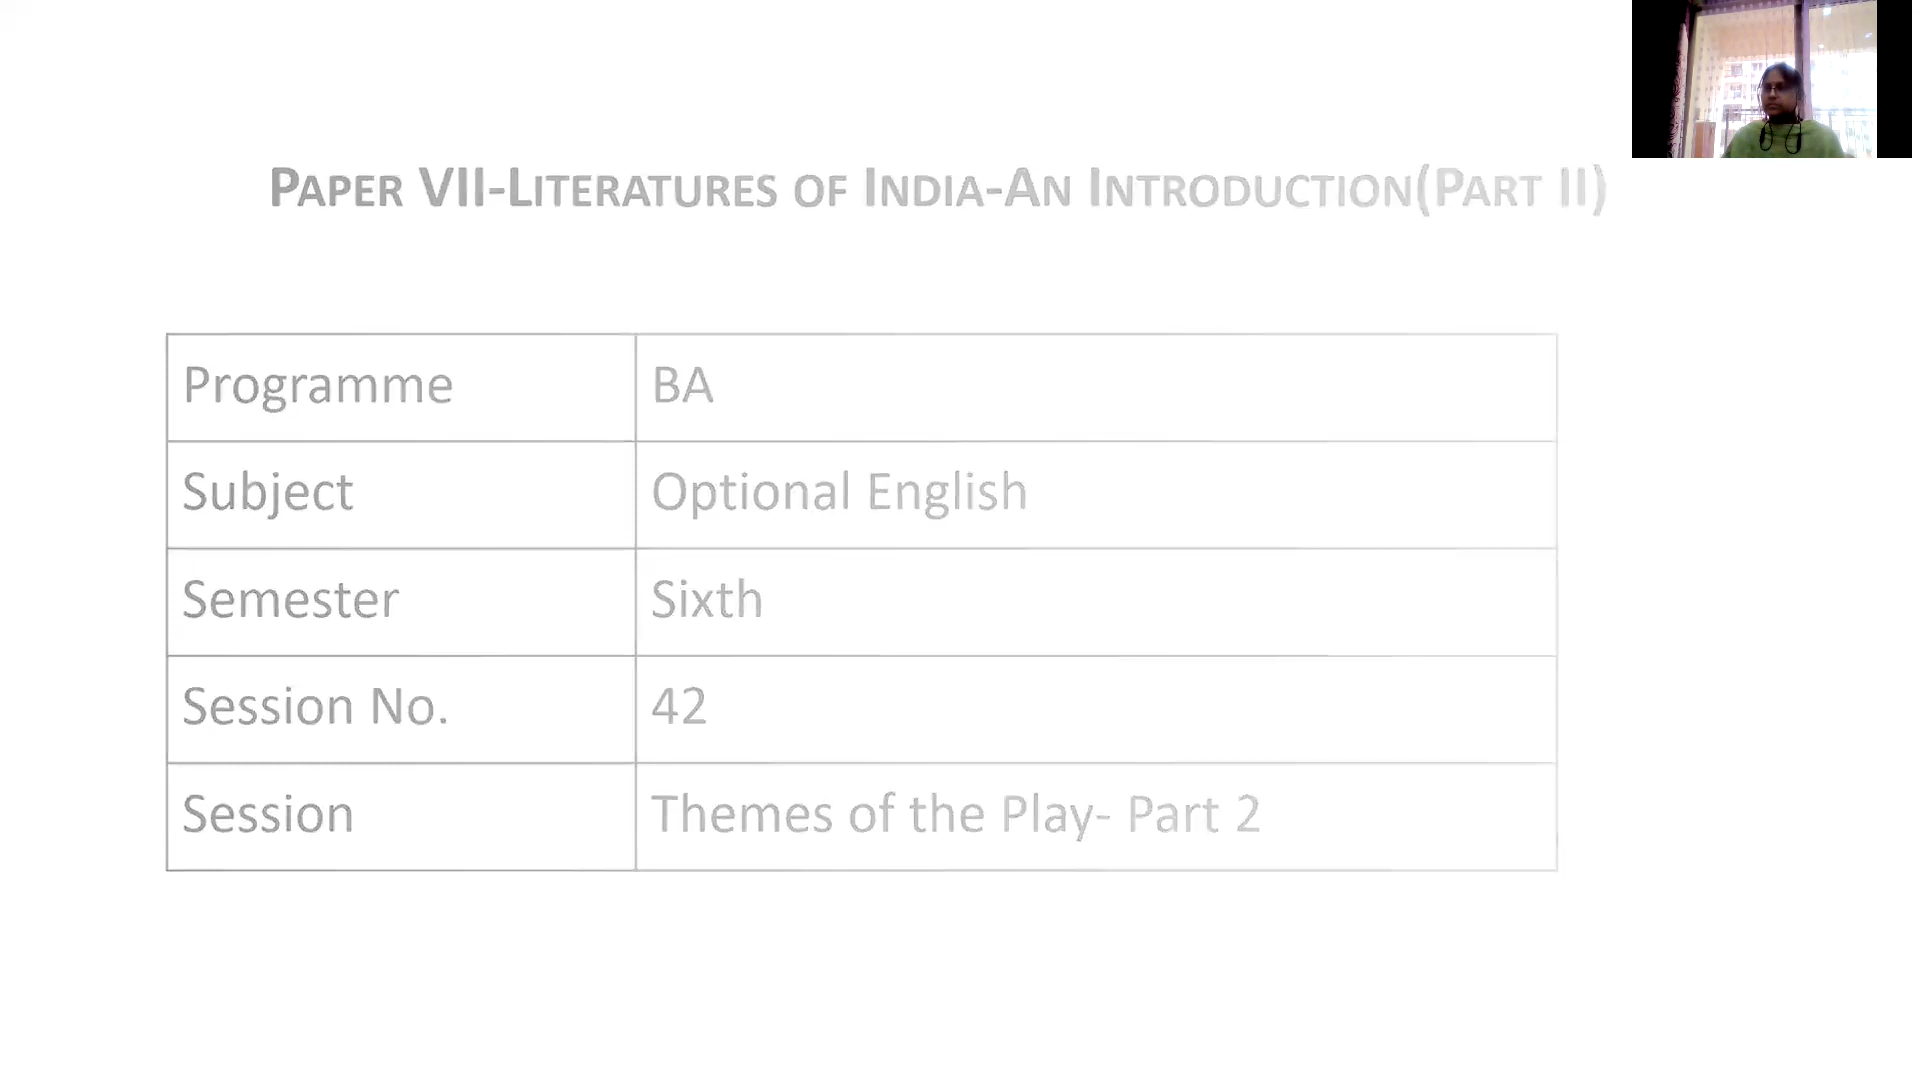 PAPER VII-LITERATURES OF INDIA-AN INTRODUCTION(PART II)
Programme BA
Subject Optional English
Semester Sixth
Session No. 42
Session Themes of the Play- Part 2